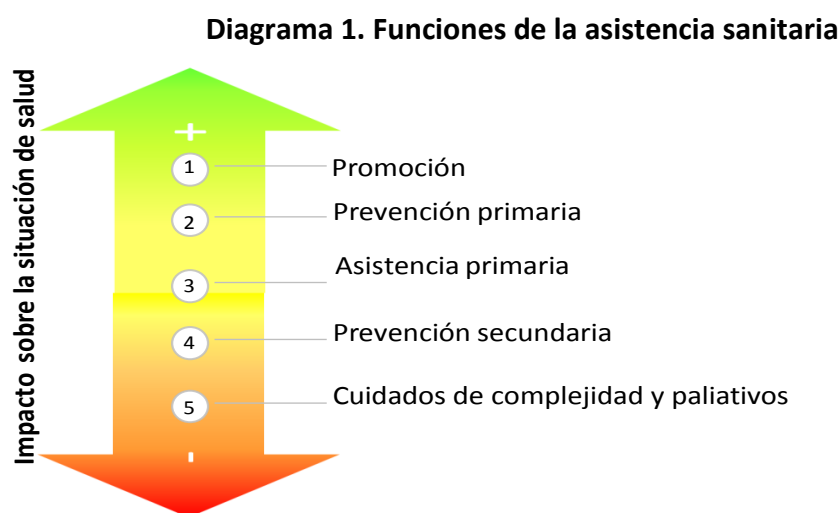 Diagrama 1. Funciones de la asistencia sanitaria
Impacto sobre la situación de salud
+
1 Promoción
2 Prevención primaria
3 Asistencia primaria
4 Prevención secundaria
5 Cuidados de complejidad y paliativos
-